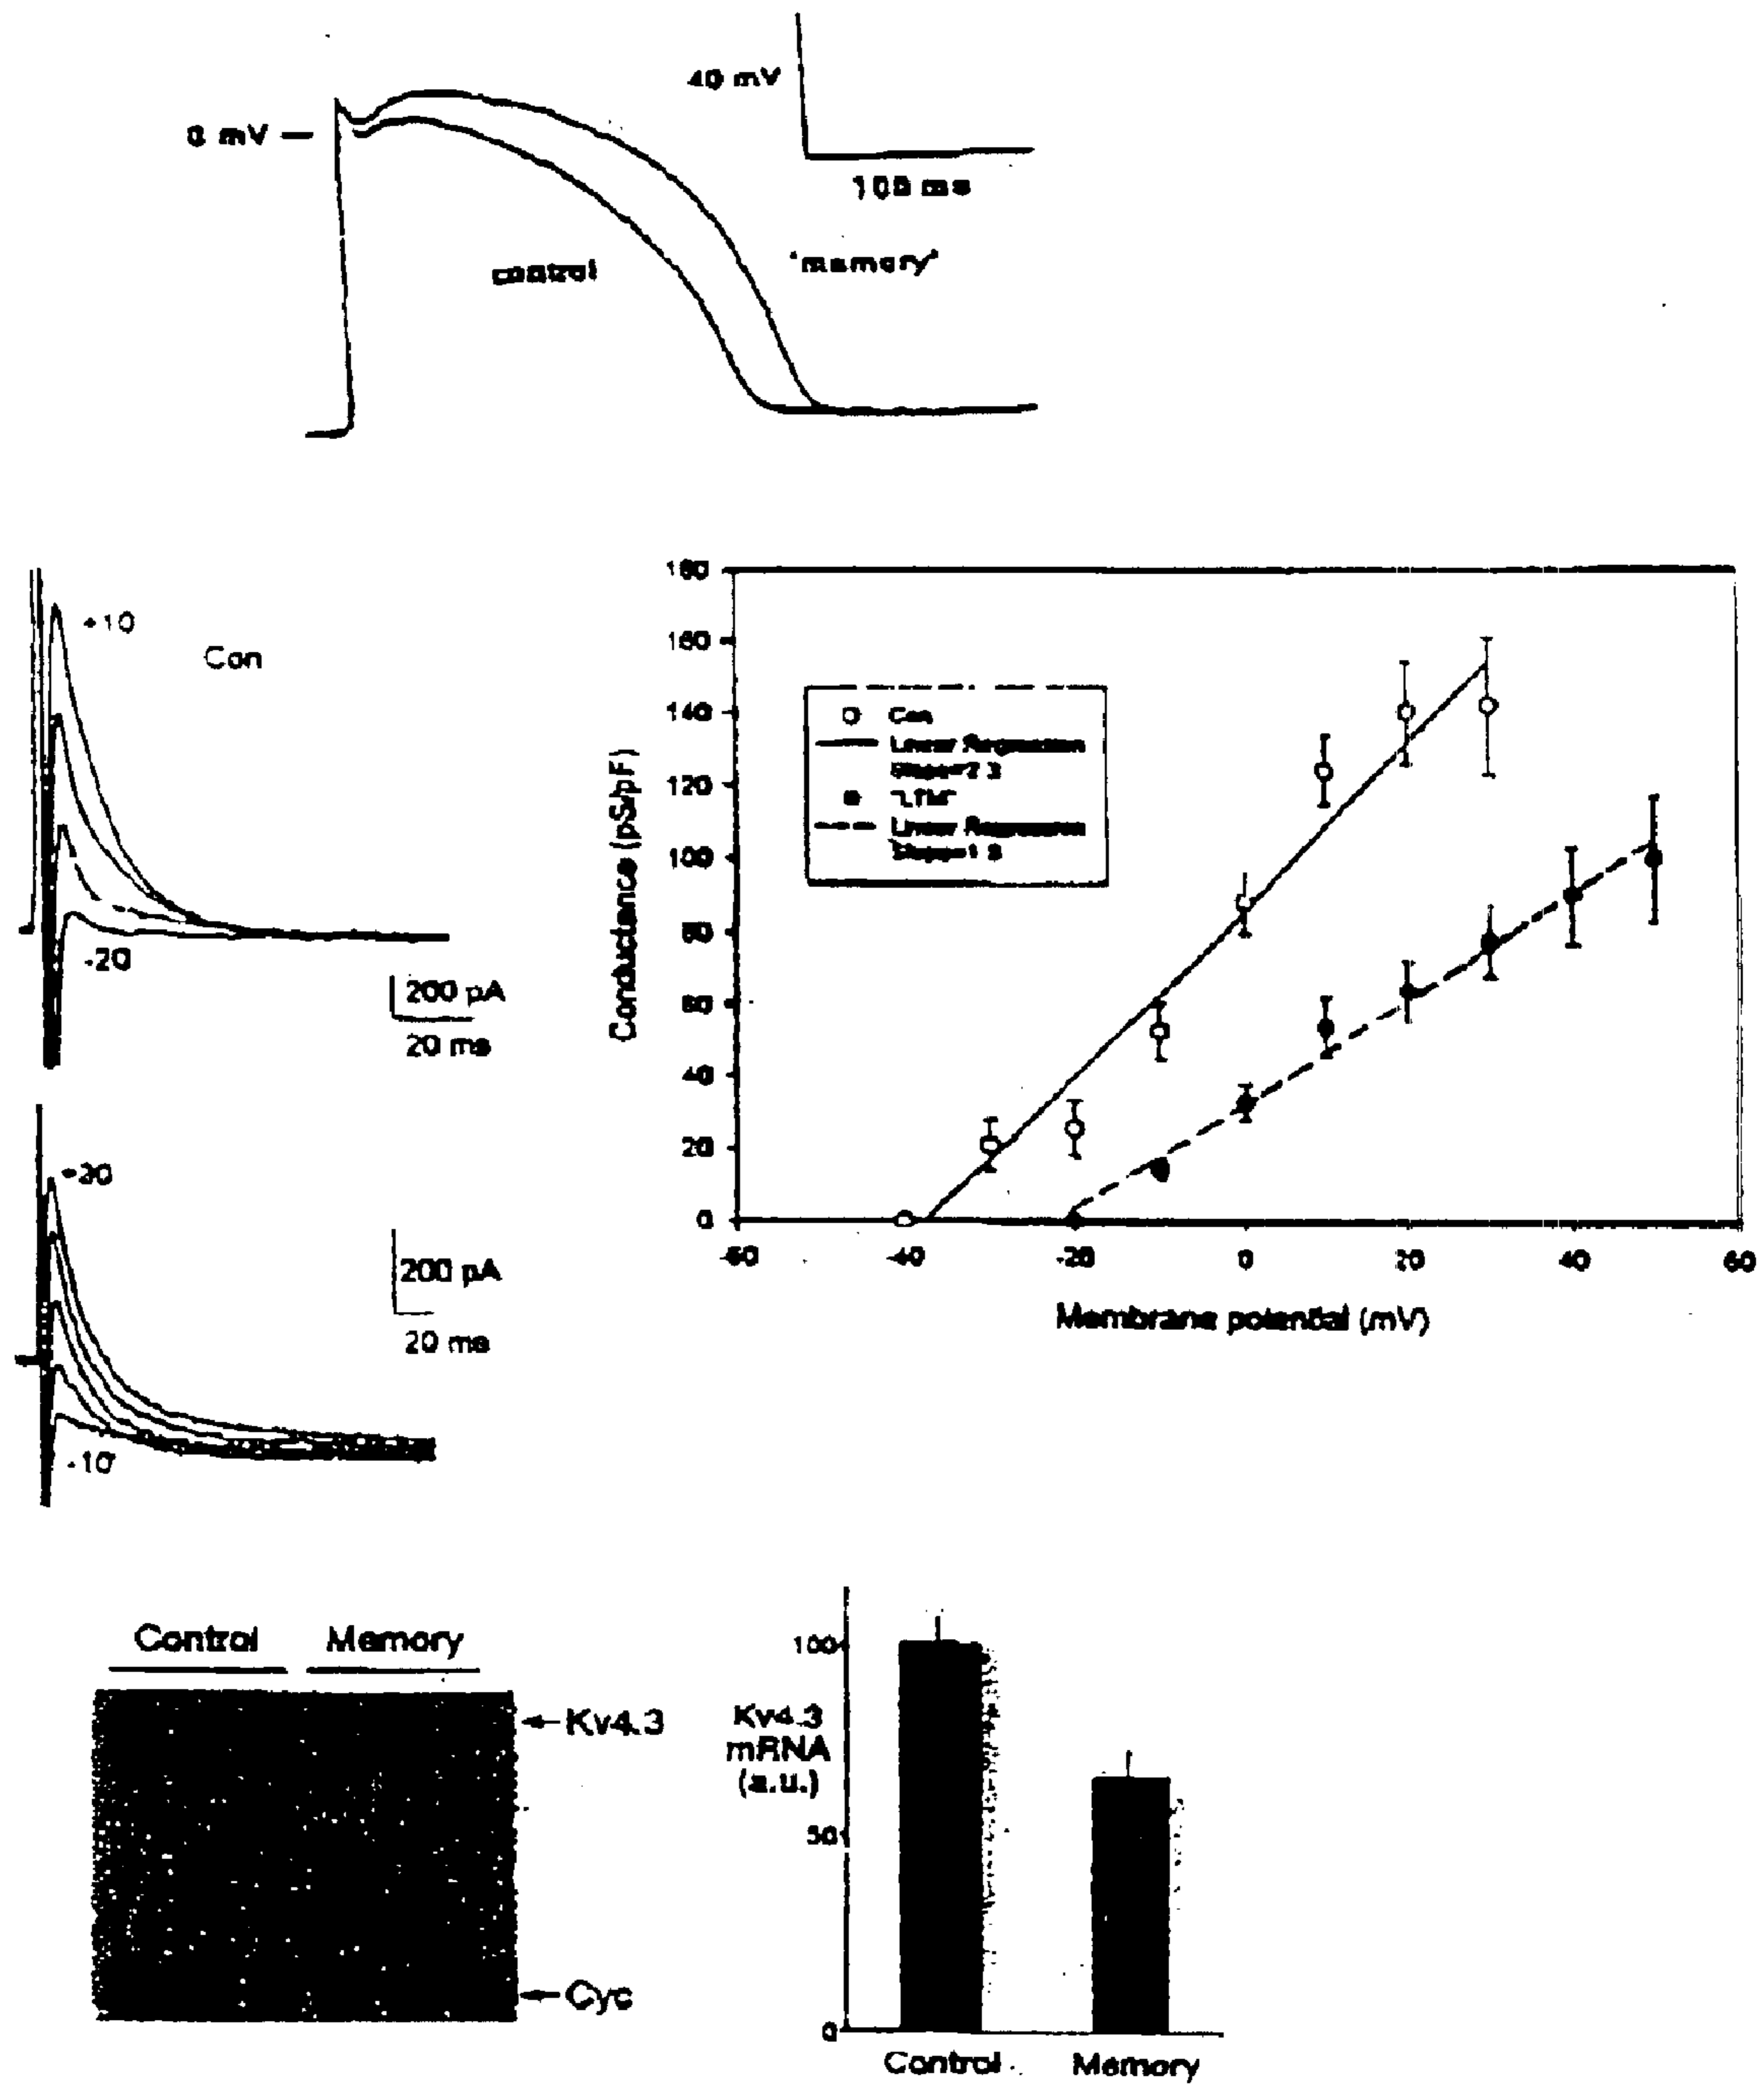 40 mV
0 mV
100 ms
control
'memory'
+10
Con
-20
200 pA
20 ms
200 pA
20 ms
-10
180
160
140
120
100
80
60
40
20
0
-60
-40
-20
0
20
40
60
Conductance (pS/pF)
Membrane potential (mV)
Con
Linear Regression
Linear Regression
Control
Memory
Kv4.3
Cyc
Kv4.3
mRNA
(a.u.)
100
50
0
Control
Memory